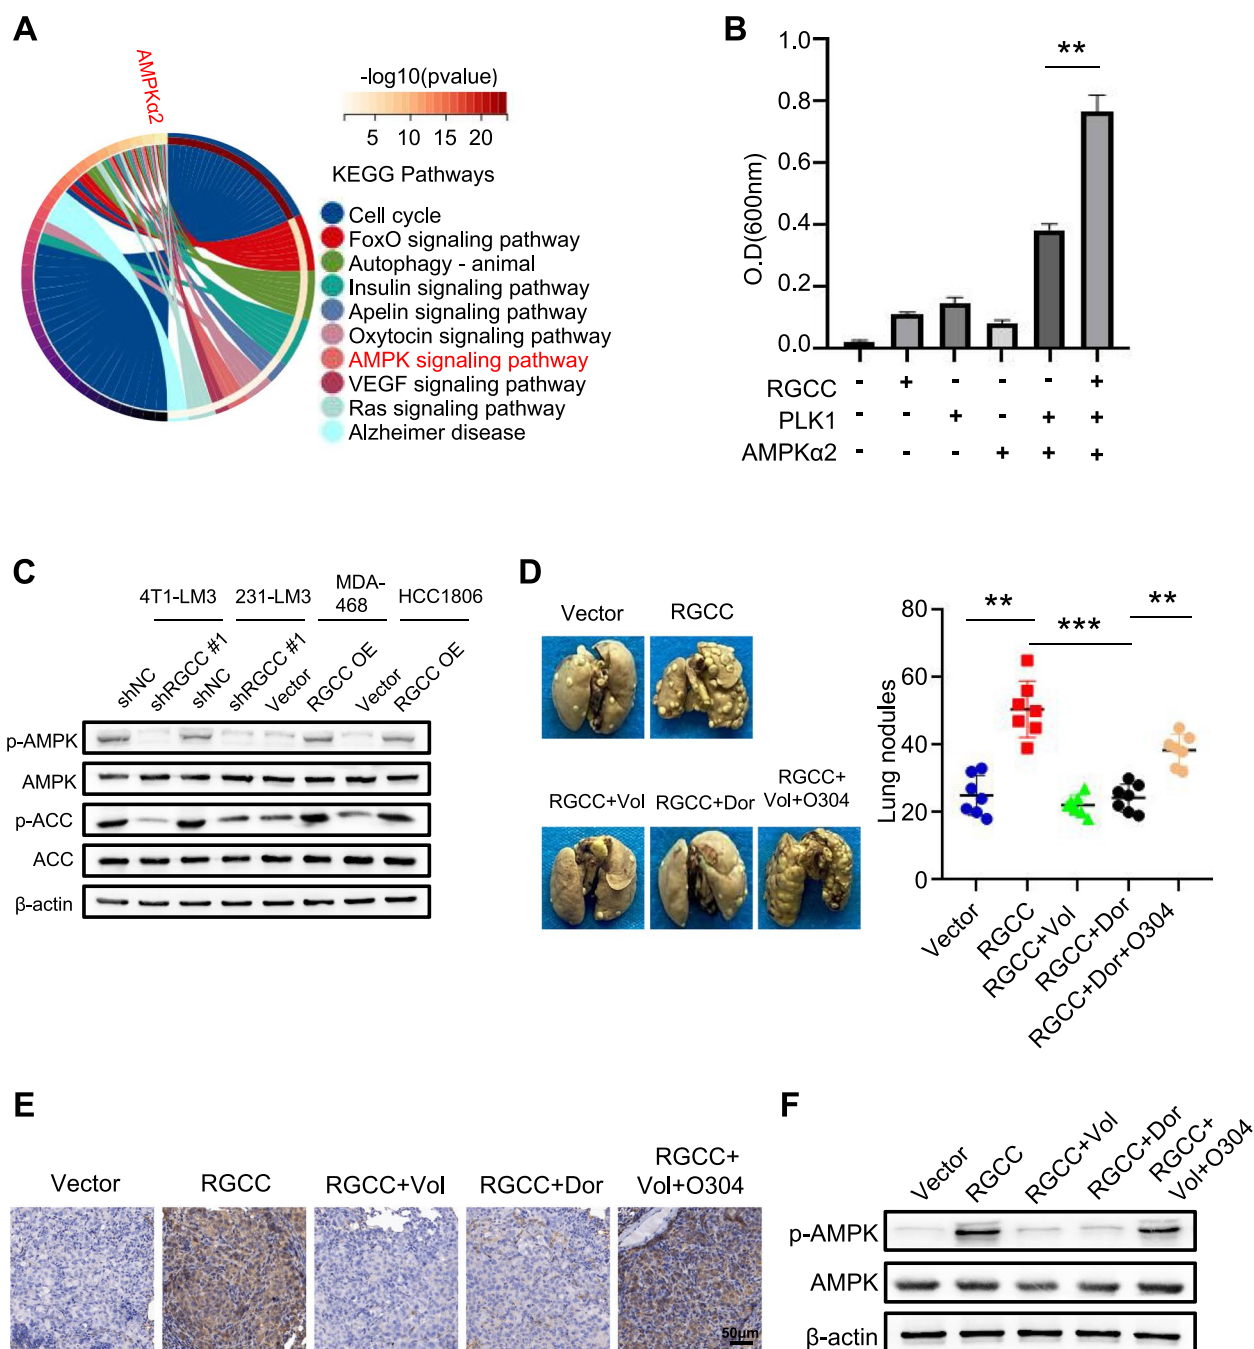 A
AMPKα2
-log10(pvalue)
5 10 15 20
KEGG Pathways
Cell cycle
FoxO signaling pathway
Autophagy - animal
Insulin signaling pathway
Apelin signaling pathway
Oxytocin signaling pathway
AMPK signaling pathway
VEGF signaling pathway
Ras signaling pathway
Alzheimer disease
B
**
O.D(600nm)
1.0
0.8
0.6
0.4
0.2
0.0
RGCC - + - - - +
PLK1 - - + - + +
AMPKα2 - - - + + +
C
4T1-LM3 231-LM3 MDA-468 HCC1806
shNC shRGCC #1 shNC shRGCC #1 Vector RGCC OE Vector RGCC OE
p-AMPK
AMPK
p-ACC
ACC
β-actin
D
Vector RGCC
RGCC+Vol RGCC+Dor RGCC+
Vol+O304
** *** **
Lung nodules
80
60
40
20
0
Vector RGCC RGCC+Vol RGCC+Dor RGCC+Dor+O304
E
Vector RGCC RGCC+Vol RGCC+Dor RGCC+
Vol+O304
50μm
F
Vector RGCC RGCC+Vol RGCC+Dor RGCC+
Vol+O304
p-AMPK
AMPK
β-actin